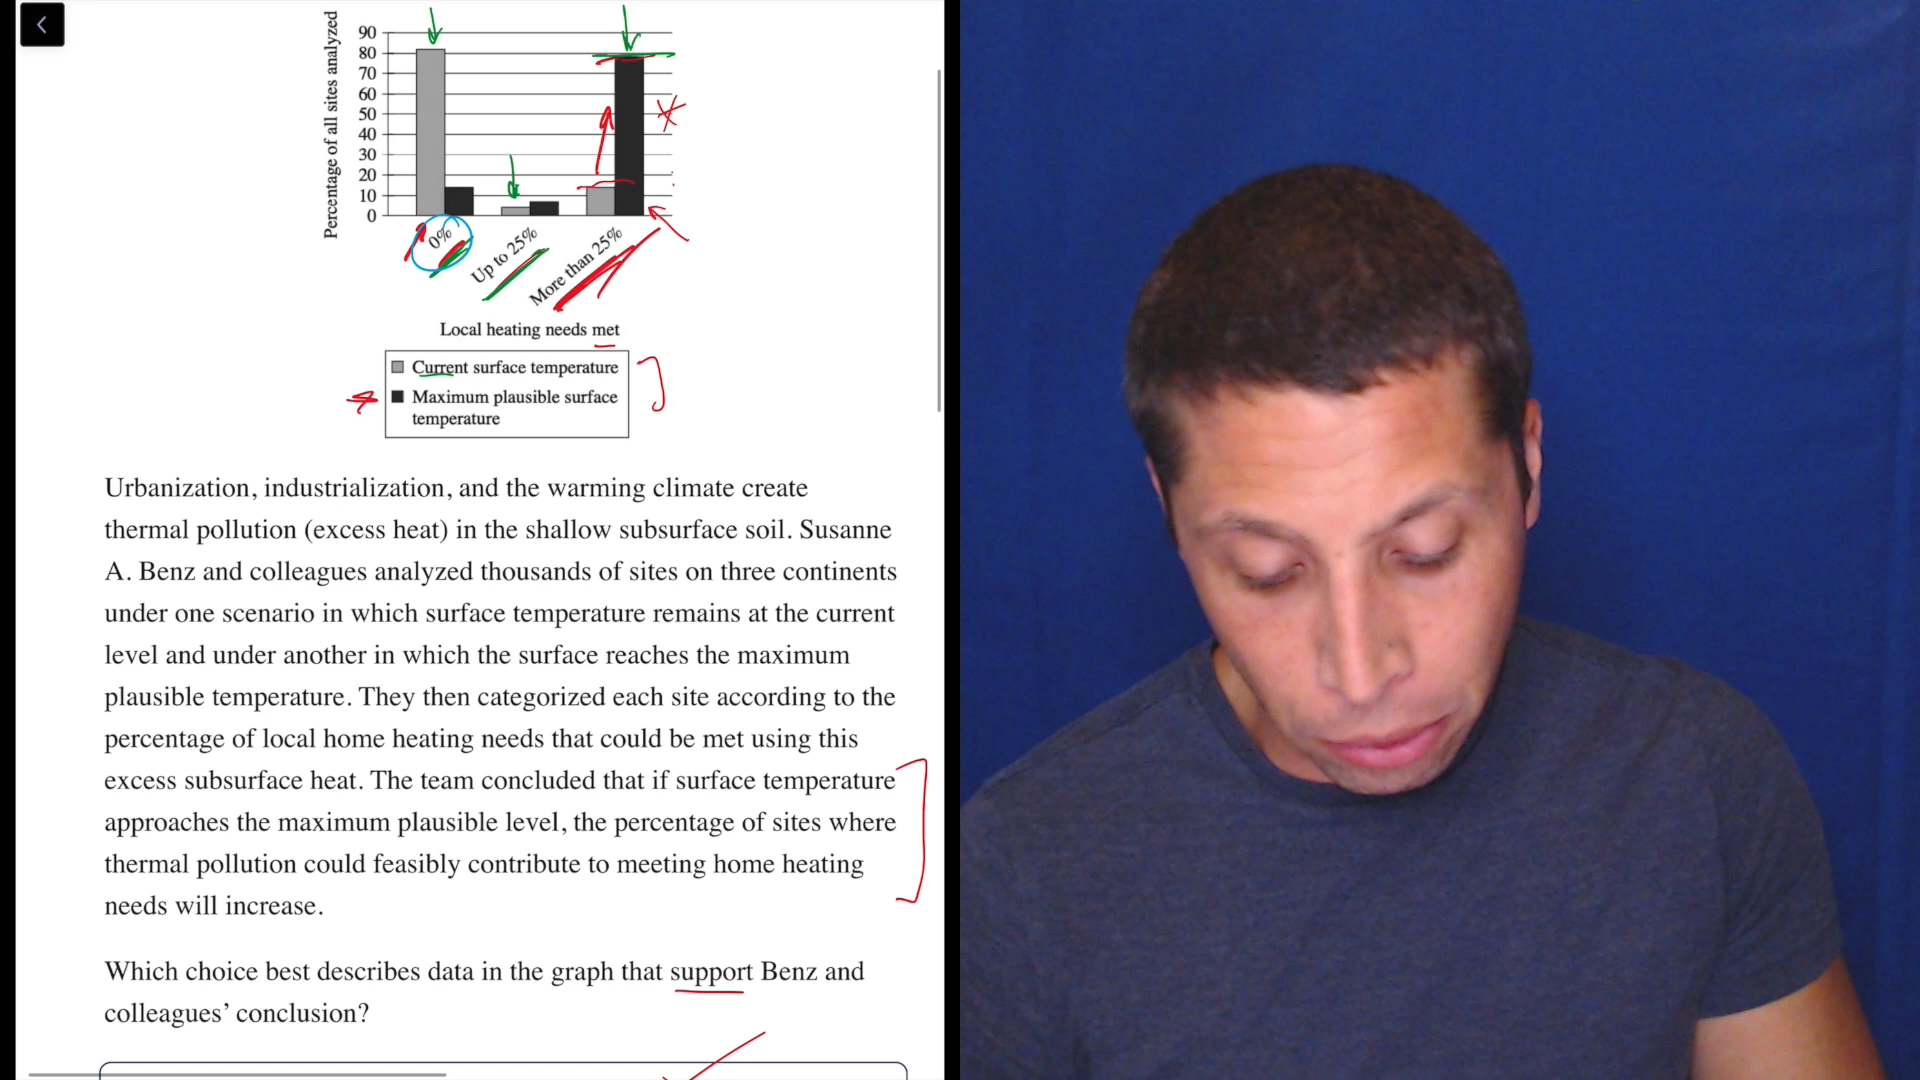 Percentage of all sites analyzed
90
80
70
60
50
40
30
20
10
0
0%
Up to 25%
More than 25%
Local heating needs met
Current surface temperature
Maximum plausible surface
temperature
Urbanization, industrialization, and the warming climate create
thermal pollution (excess heat) in the shallow subsurface soil. Susanne
A. Benz and colleagues analyzed thousands of sites on three continents
under one scenario in which surface temperature remains at the current
level and under another in which the surface reaches the maximum
plausible temperature. They then categorized each site according to the
percentage of local home heating needs that could be met using this
excess subsurface heat. The team concluded that if surface temperature
approaches the maximum plausible level, the percentage of sites where
thermal pollution could feasibly contribute to meeting home heating
needs will increase.
Which choice best describes data in the graph that support Benz and
colleagues’ conclusion?